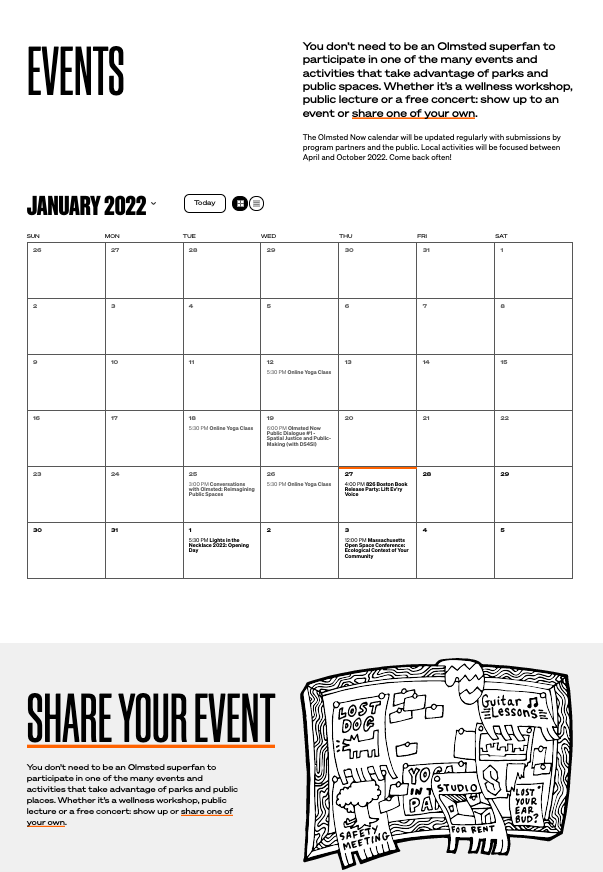 EVENTS
You don't need to be an Olmsted superfan to
participate in one of the many events and
activities that take advantage of parks and
public spaces. Whether it's a wellness workshop,
public lecture or a free concert: show up to an
event or share one of your own.
The Olmsted Now calendar will be updated regularly with submissions by
program partners and the public. Local activities will be focused between
April and October 2022. Come back often!
JANUARY 2022
Today
SUN MON TUE WED THU FRI SAT
26 27 28 29 30 31 1
2 3 4 5 6 7 8
9 10 11 12 13 14 15
5:30 PM Online Yoga Class
16 17 18 19 20 21 22
5:30 PM Online Yoga Class
6:00 PM Olmsted Now
Public Dialogue #1 -
Spatial Justice and Public-
Making (with DS4SI)
23 24 25 26 27 28 29
3:00 PM Conversations
with Olmsted: Reimagining
Public Spaces
5:30 PM Online Yoga Class
4:00 PM 826 Boston Book
Release Party: Lift Ev'ry
Voice
30 31 1 2 3 4 5
5:30 PM Lights in the
Necklace 2022: Opening
Day
12:00 PM Massachusetts
Open Space Conference:
Ecological Context of Your
Community
SHARE YOUR EVENT
You don't need to be an Olmsted superfan to
participate in one of the many events and
activities that take advantage of parks and public
places. Whether it's a wellness workshop, public
lecture or a free concert: show up or share one of
your own.
LOST
DOG
Guitar
Lessons
YOGA
IN T
PA
STUDIO
FOR RENT
S
LOST
YOUR
EAR
BUD?
SAFETY
MEETING